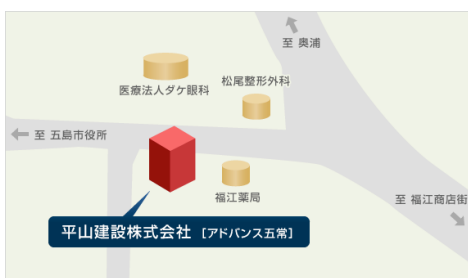 至 奥浦
松尾整形外科
医療法人ダケ眼科
至 五島市役所
福江薬局
至 福江商店街
平山建設株式会社 [アドバンス五常]